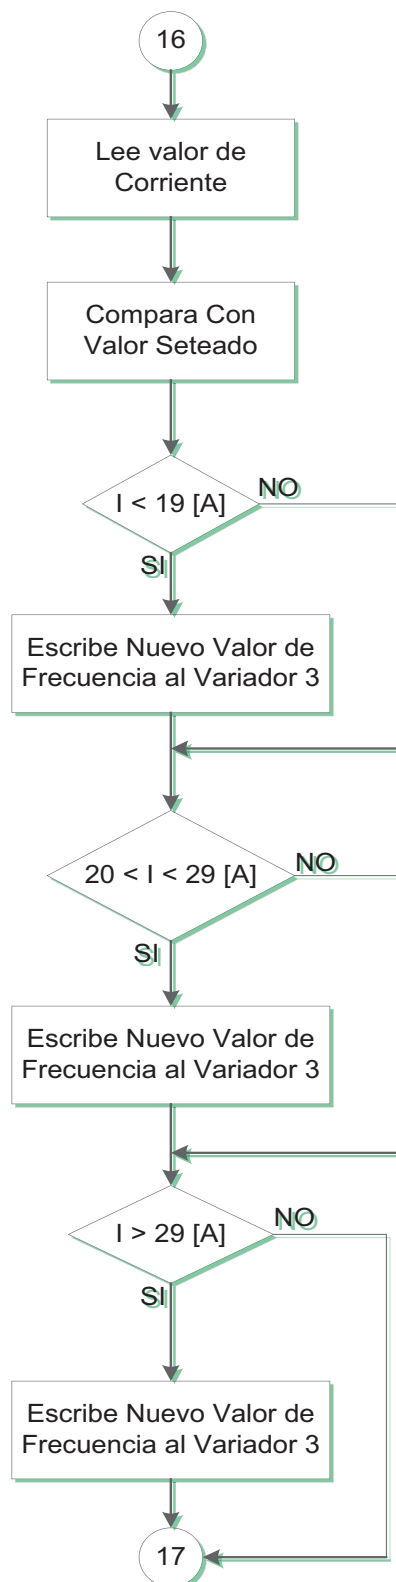 16
Lee valor de
Corriente
Compara Con
Valor Seteado
I < 19 [A]
NO
SI
Escribe Nuevo Valor de
Frecuencia al Variador 3
20 < I < 29 [A]
NO
SI
Escribe Nuevo Valor de
Frecuencia al Variador 3
I > 29 [A]
NO
SI
Escribe Nuevo Valor de
Frecuencia al Variador 3
17